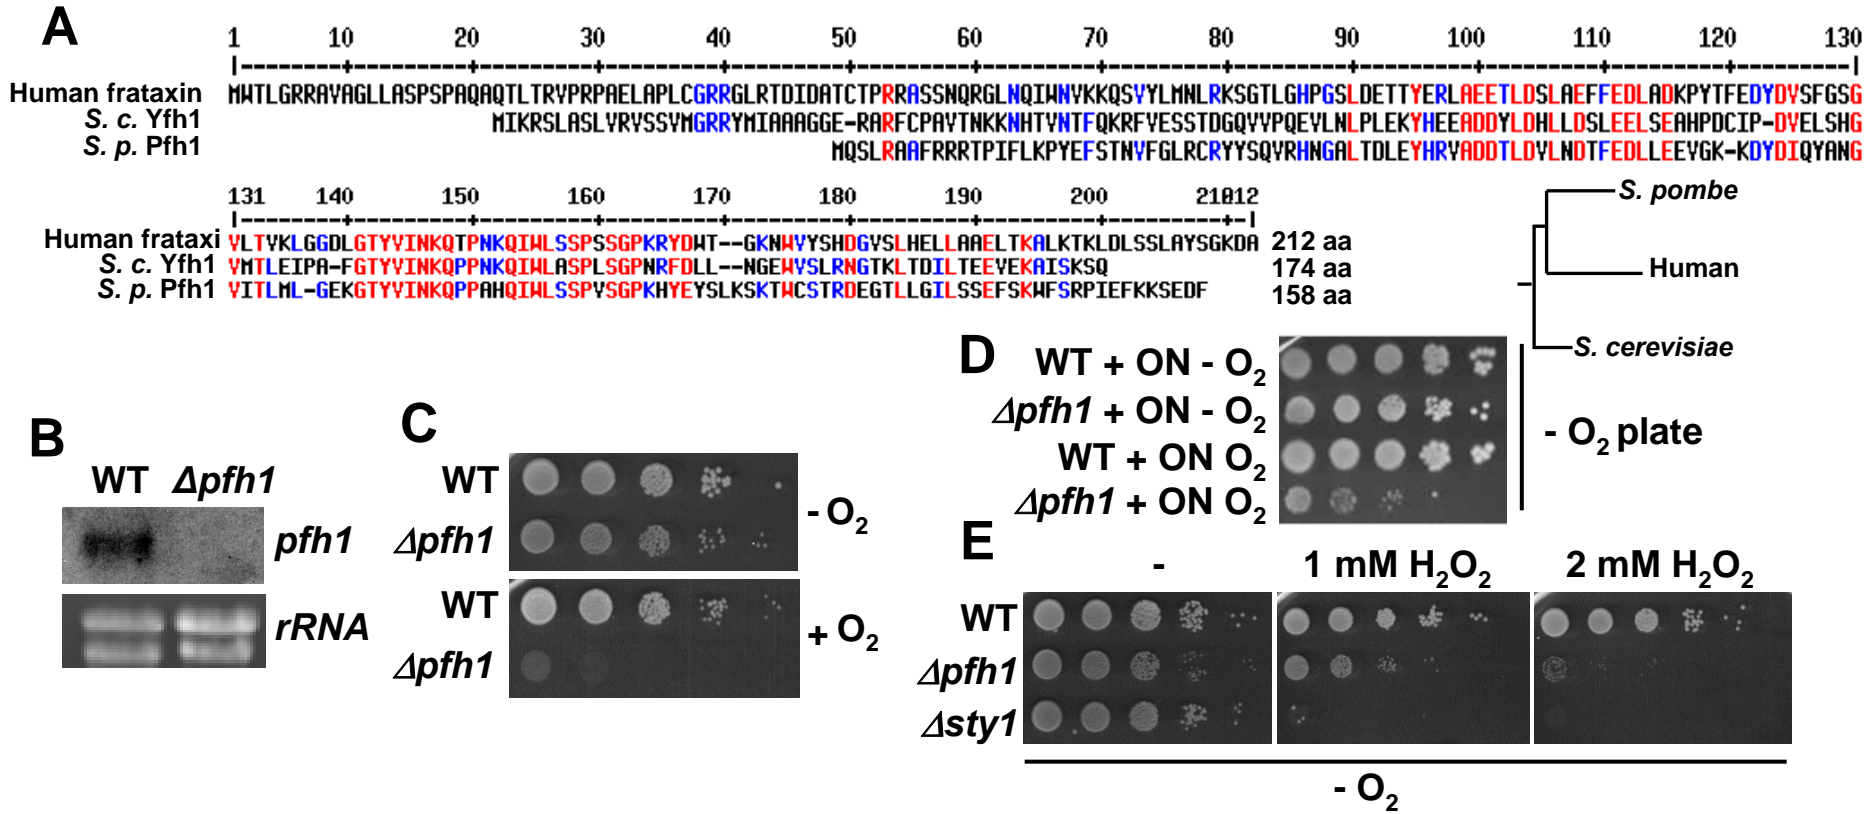 A
1 10 20 30 40 50 60 70 80 90 100 110 120 130
Human frataxin MWTLGRRAVAGLLASPSPAQAQTLTRVPRPAELAPLCGRRGLRTDIDATCTPRRASSNQRGLNQIWNVKKQSVYLMNLRKSGTLGHPGSLDETTYERLAEETLDSLAEFFEDLADKPYTFEDYDVSFGSG
S. c. Yfh1 MIKRSLASLVRVSSVMGRRYMIAAAGGE-RARFCPAVTNKKNHTVNTFQKRFVESSTDGQVVPQEVLNLPLEKYHEEADDYLDHLLDSLEELSEAHPDCIP-DVELSHG
S. p. Pfh1 MQSLRAAFRRRTPIFLKPYEFSTNVFGLRCRYYSQVRHNGALTDLEYHRVADDTLDVLNDTFEDLLEEVGK-KDYDIQYANG
131 140 150 160 170 180 190 200 21012
Human frataxi VLTVKLGGDLGTYVINKQTPNKQIWLSSPSSGPKRYDWT--GKNWVYSHDGVSLHELLAAELTKALKTKLDLSSLAYSGKDA 212 aa
S. c. Yfh1 VMTLEIPA-FGTYVINKQPPNKQIWLASPLSGPNRFDLL--NGEWVSLRNGTKLTDILTEEVEKAISKSQ 174 aa
S. p. Pfh1 VITLML-GEKGTYVINKQPPAHQIWLSSPVSGPKHYEYSLKSKTWCSTRDEGTLLGILSSEFSKWFSRPIEFKKSEDF 158 aa
S. pombe
Human
S. cerevisiae
B
WT Δpfh1
pfh1
rRNA
C
WT
Δpfh1
- O2
WT
Δpfh1
+ O2
D
WT + ON - O2
Δpfh1 + ON - O2
WT + ON O2
Δpfh1 + ON O2
- O2 plate
E
- 1 mM H2O2 2 mM H2O2
WT
Δpfh1
Δsty1
- O2